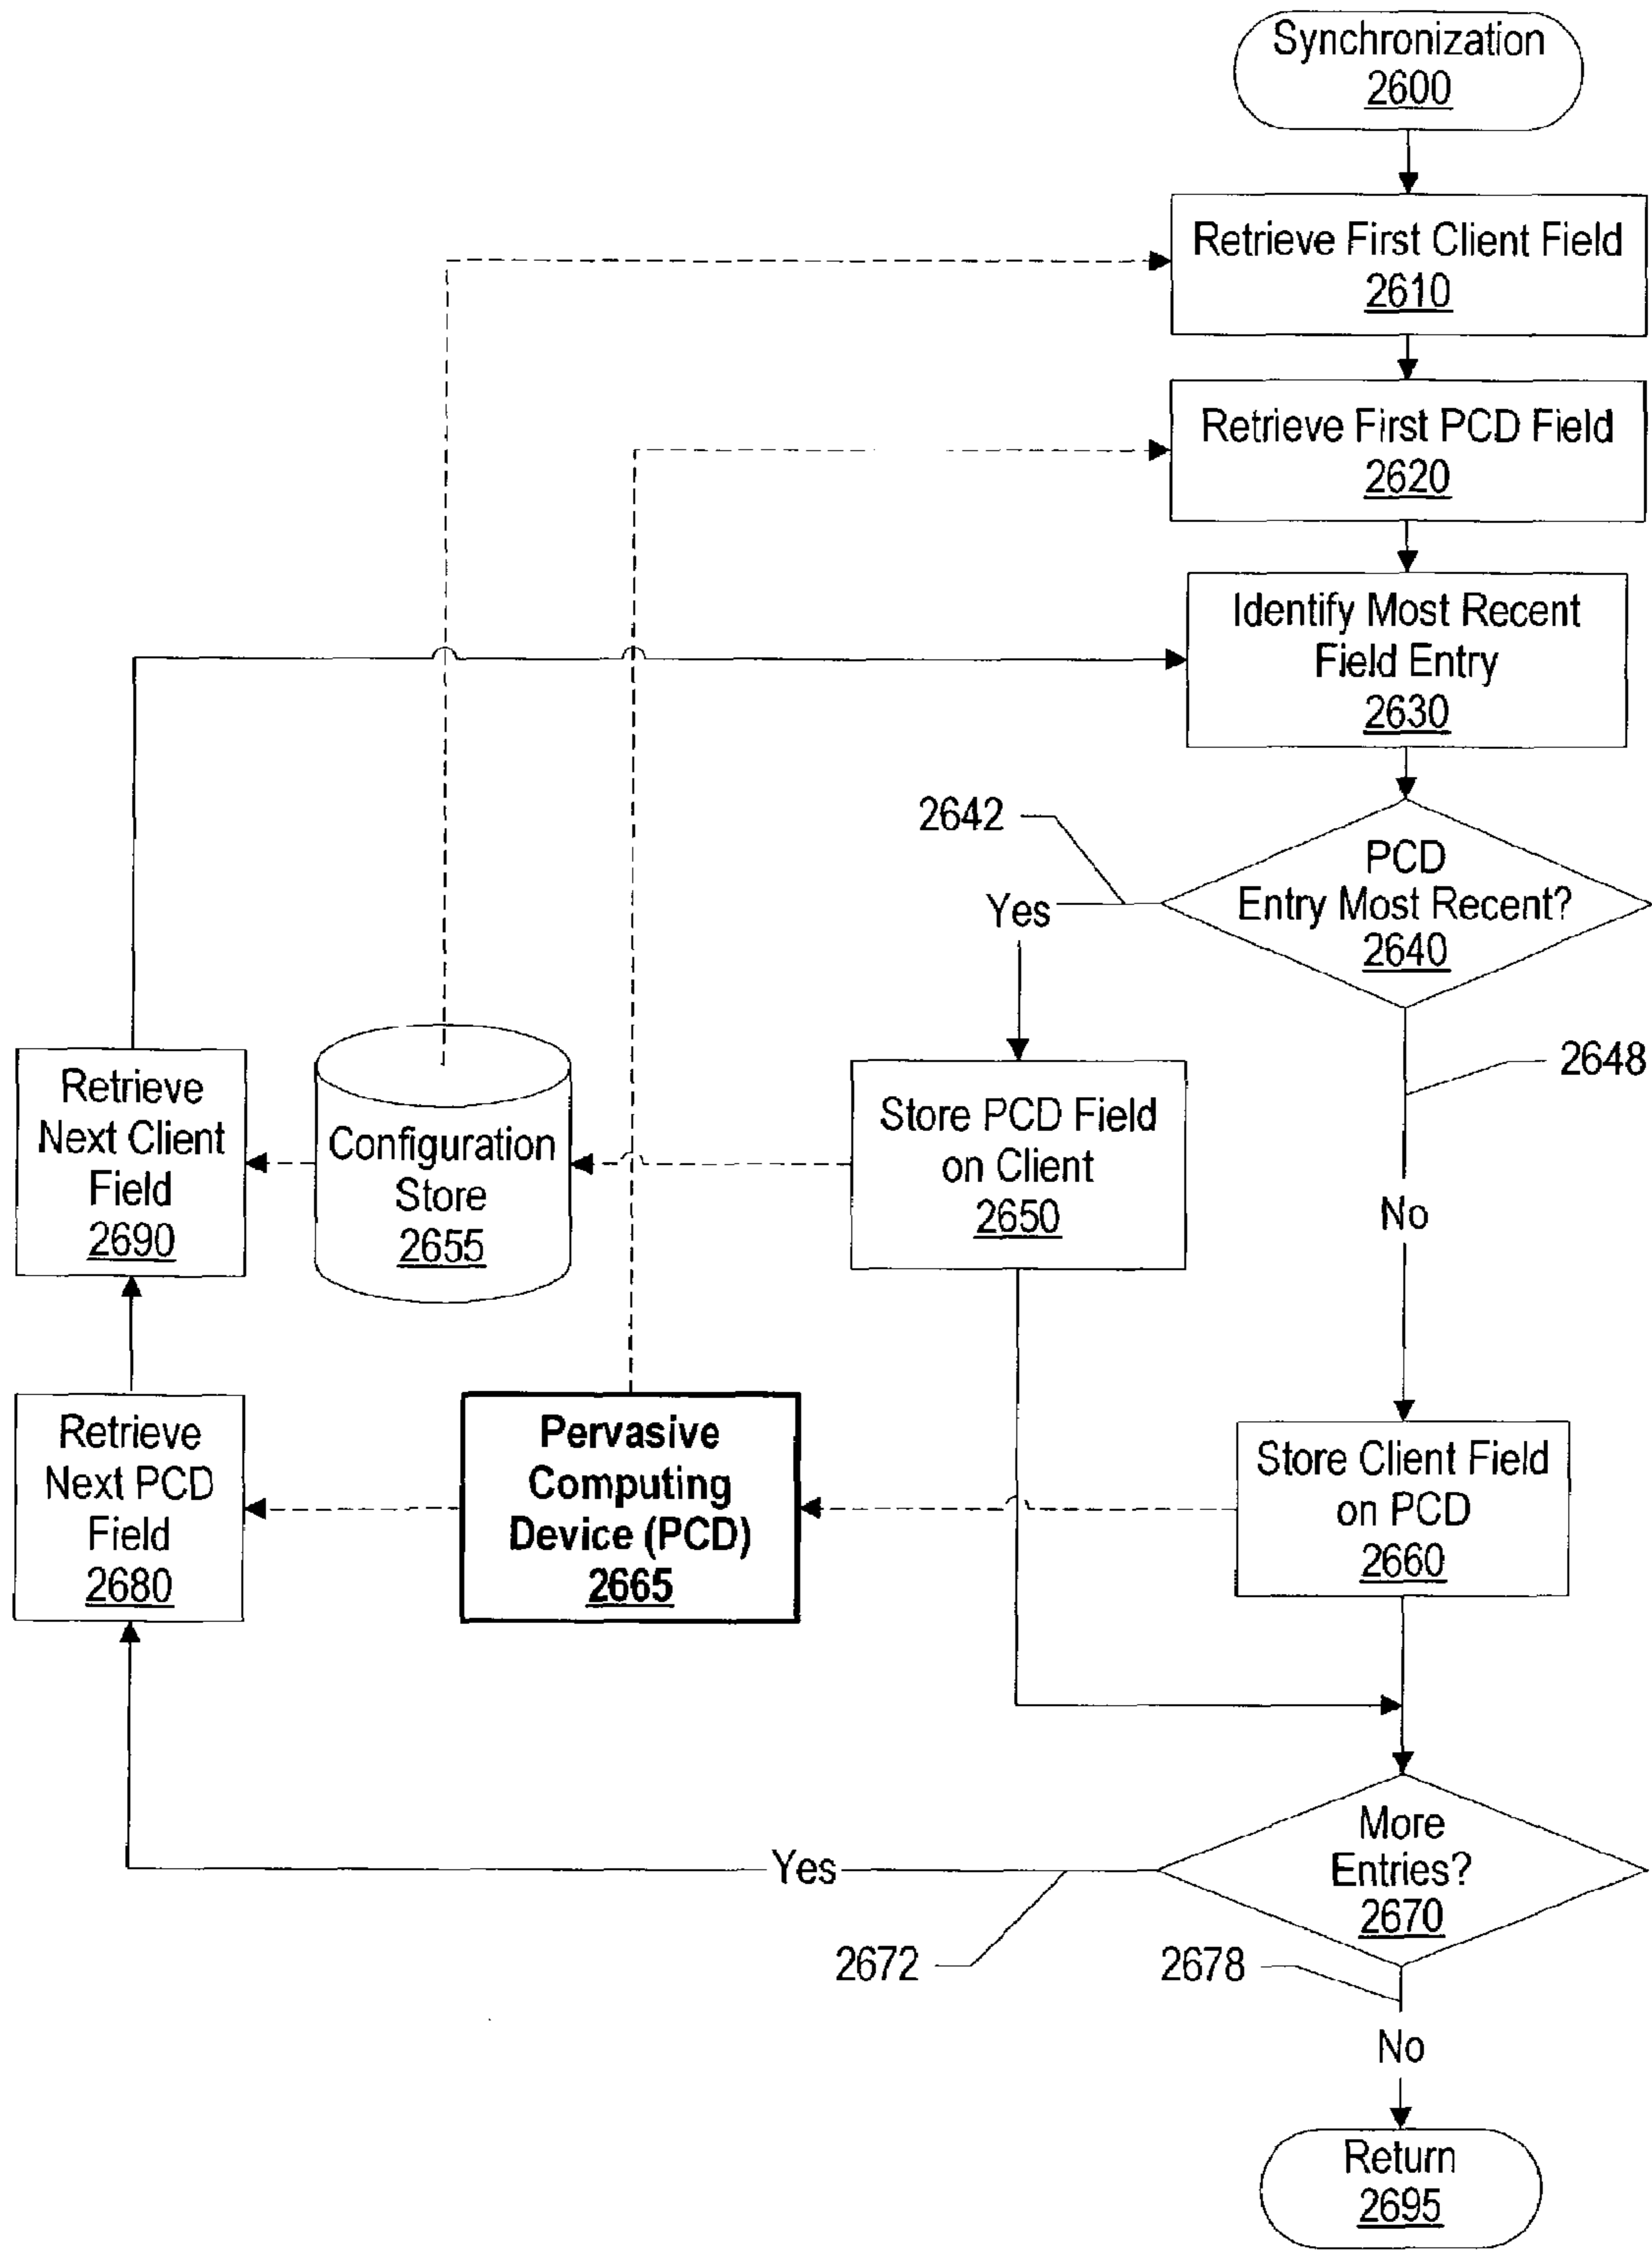 Synchronization
2600
Retrieve First Client Field
2610
Retrieve First PCD Field
2620
Identify Most Recent
Field Entry
2630
2642
PCD
Entry Most Recent?
2640
Yes
2648
Retrieve
Next Client
Field
2690
Configuration
Store
2655
Store PCD Field
on Client
2650
No
Retrieve
Next PCD
Field
2680
Pervasive
Computing
Device (PCD)
2665
Store Client Field
on PCD
2660
More
Entries?
2670
Yes
2672
2678
No
Return
2695